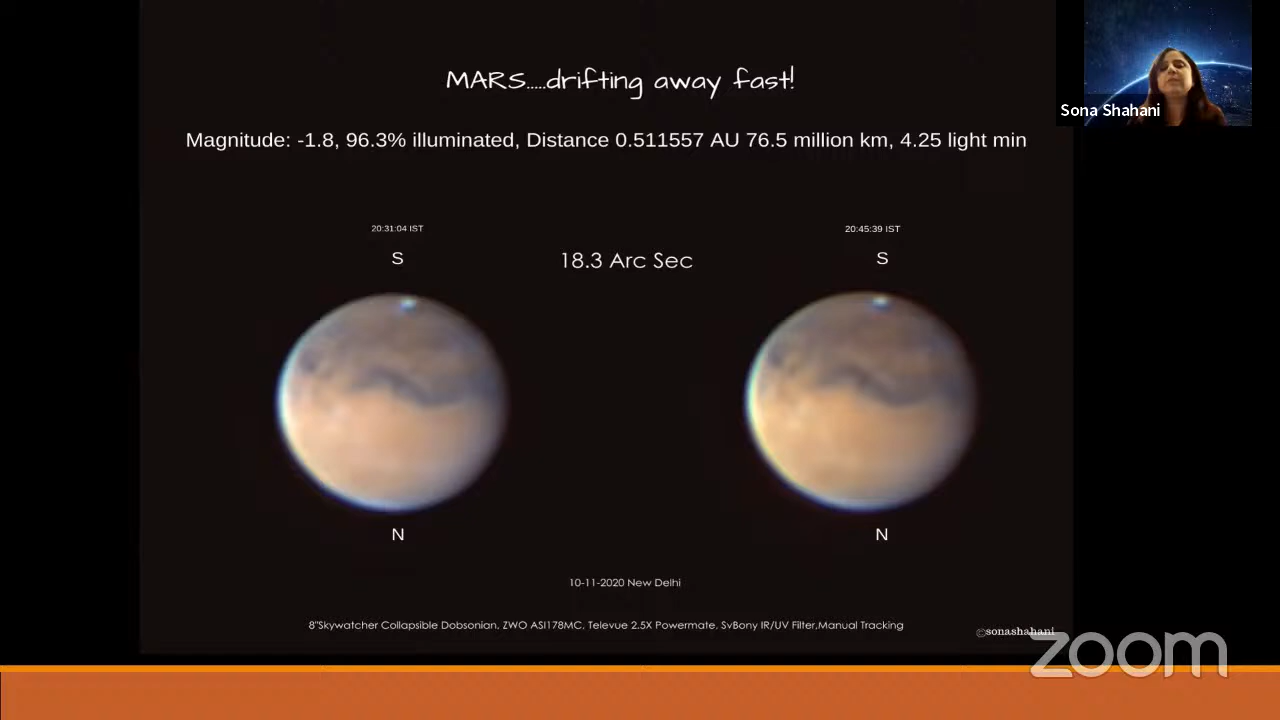 MARS.....drifting away fast!
Sona Shahani
Magnitude: -1.8, 96.3% illuminated, Distance 0.511557 AU 76.5 million km, 4.25 light min
20:31:04 IST
20:45:39 IST
S
18.3 Arc Sec
S
N
N
10-11-2020 New Delhi
8"Skywatcher Collapsible Dobsonian, ZWO ASI178MC, Televue 2.5X Powermate, SvBony IR/UV Filter,Manual Tracking
©sonashahani
zoom